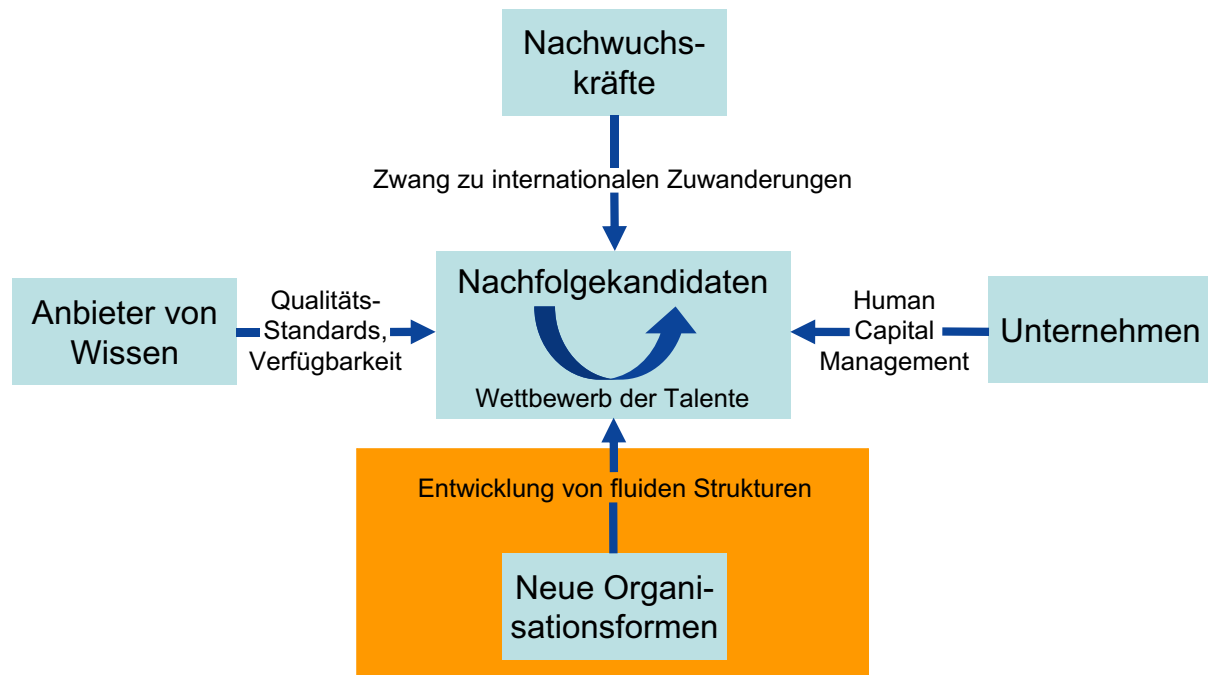 Nachwuchs-
kräfte
Zwang zu internationalen Zuwanderungen
Anbieter von
Wissen
Qualitäts-
Standards,
Verfügbarkeit
Nachfolgekandidaten
Wettbewerb der Talente
Human
Capital
Management
Unternehmen
Entwicklung von fluiden Strukturen
Neue Organi-
sationsformen